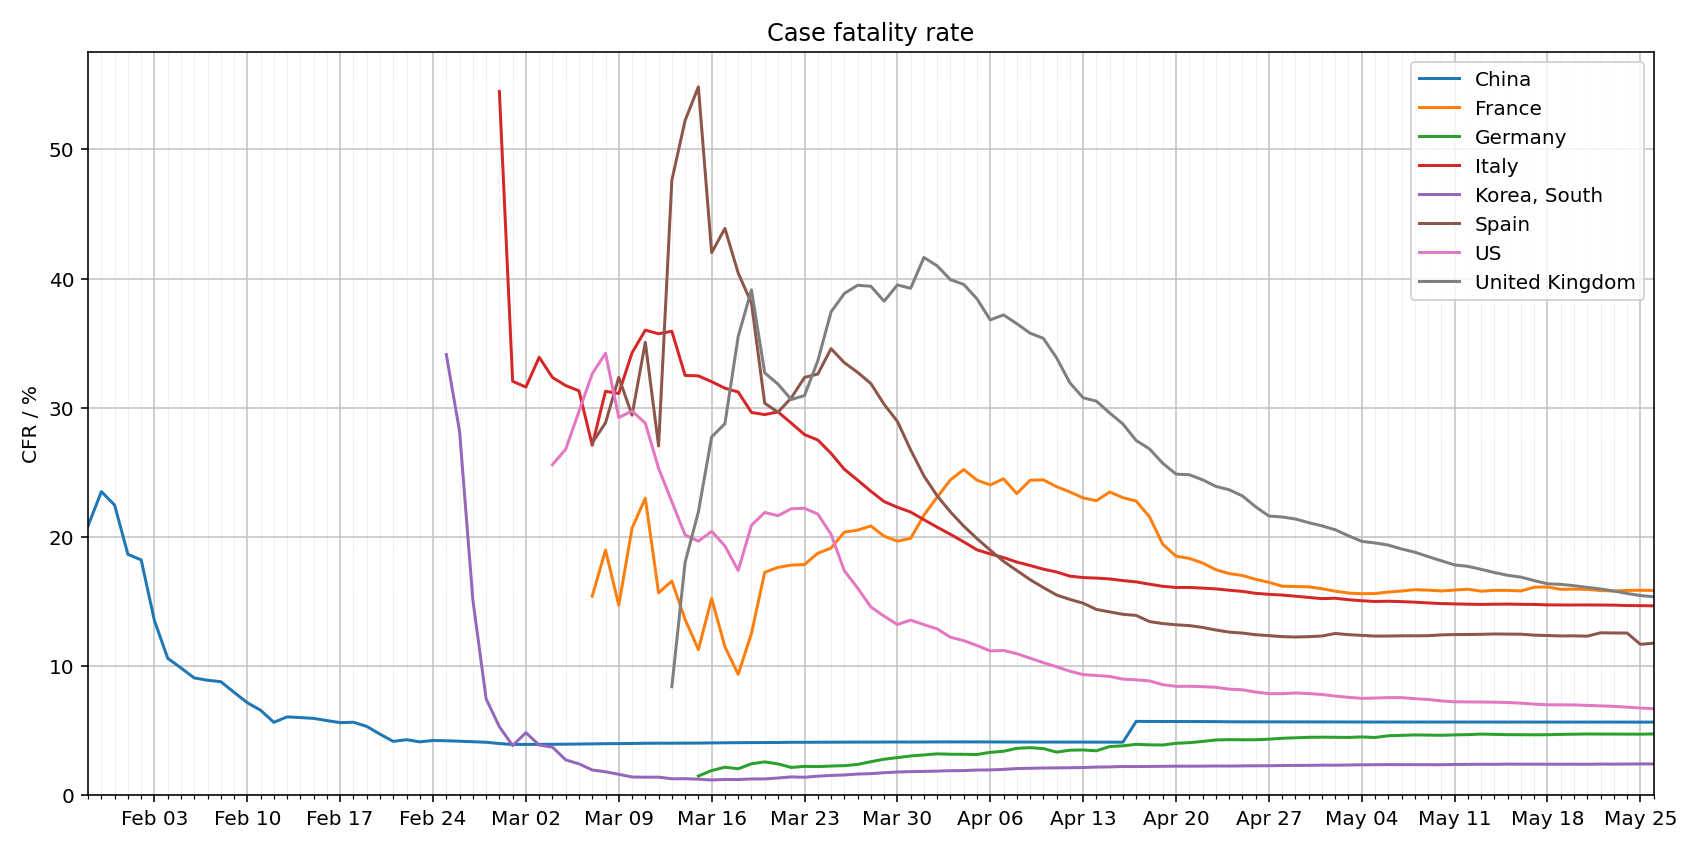 Case fatality rate
CFR / %
50
40
30
20
10
0
China
France
Germany
Italy
Korea, South
Spain
US
United Kingdom
Feb 03 Feb 10 Feb 17 Feb 24 Mar 02 Mar 09 Mar 16 Mar 23 Mar 30 Apr 06 Apr 13 Apr 20 Apr 27 May 04 May 11 May 18 May 25